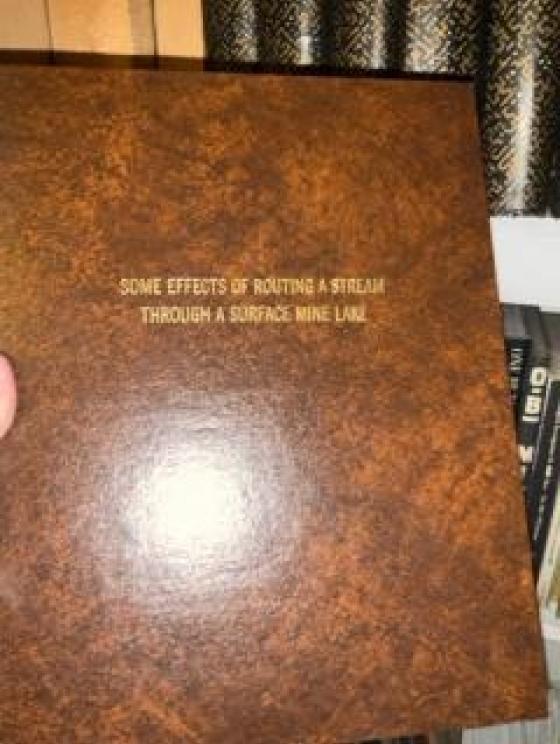 SOME EFFECTS OF ROUTING A STREAM
THROUGH A SURFACE MINE LAKE